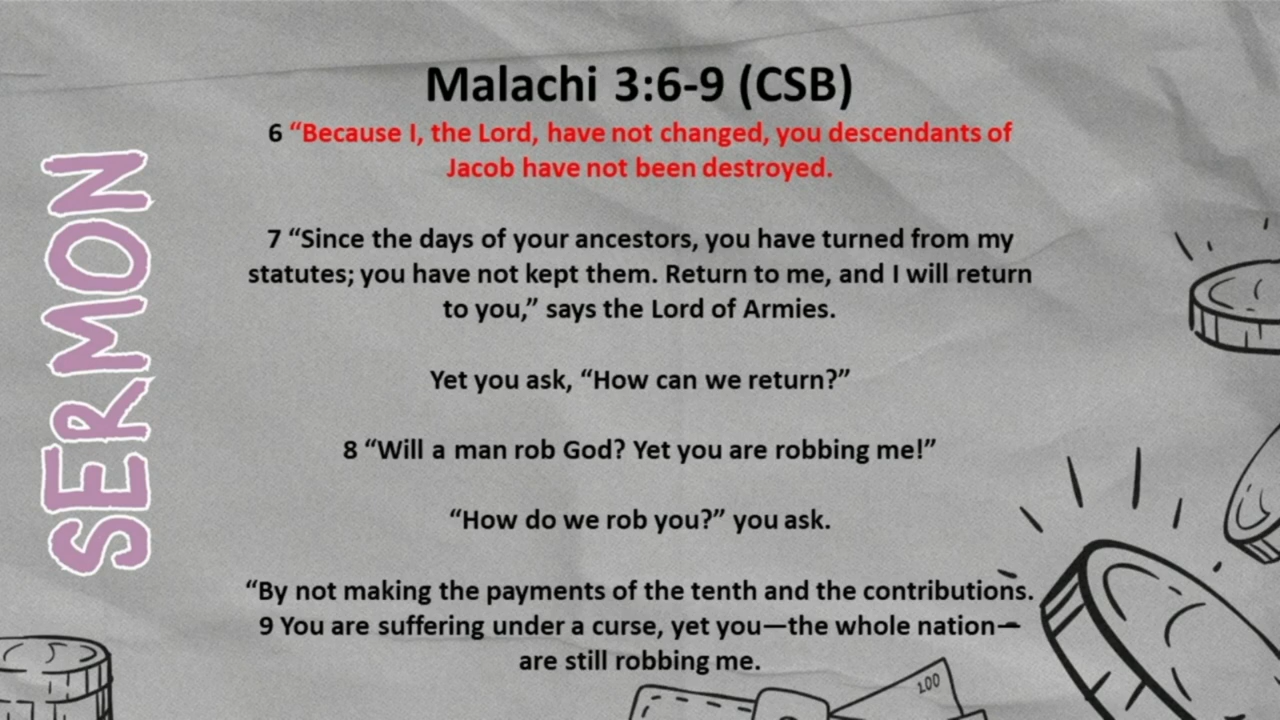 SERMON
Malachi 3:6-9 (CSB)
6 “Because I, the Lord, have not changed, you descendants of
Jacob have not been destroyed.
7 “Since the days of your ancestors, you have turned from my
statutes; you have not kept them. Return to me, and I will return
to you,” says the Lord of Armies.
Yet you ask, “How can we return?”
8 “Will a man rob God? Yet you are robbing me!”
“How do we rob you?” you ask.
“By not making the payments of the tenth and the contributions.
9 You are suffering under a curse, yet you—the whole nation—
are still robbing me.
100